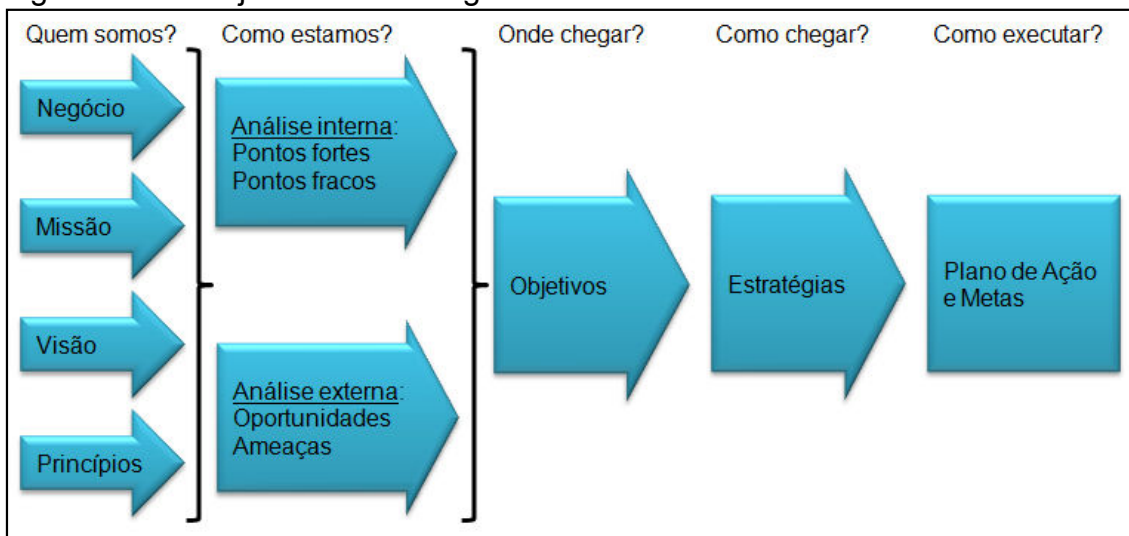 Quem somos?
Negócio
Missão
Visão
Princípios
Como estamos?
Análise interna:
Pontos fortes
Pontos fracos
Análise externa:
Oportunidades
Ameaças
Onde chegar?
Objetivos
Como chegar?
Estratégias
Como executar?
Plano de Ação
e Metas